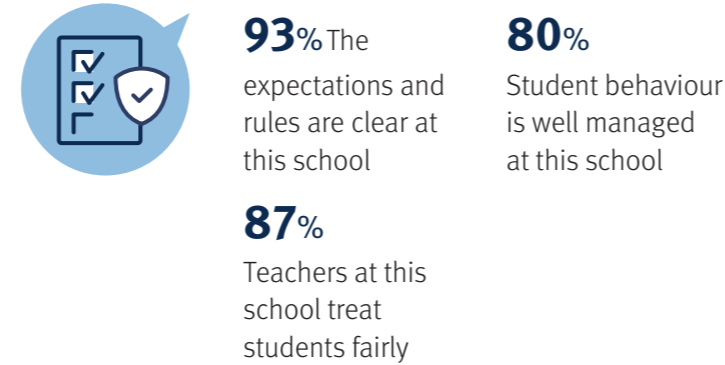 93% The
expectations and
rules are clear at
this school
80%
Student behaviour
is well managed
at this school
87%
Teachers at this
school treat
students fairly